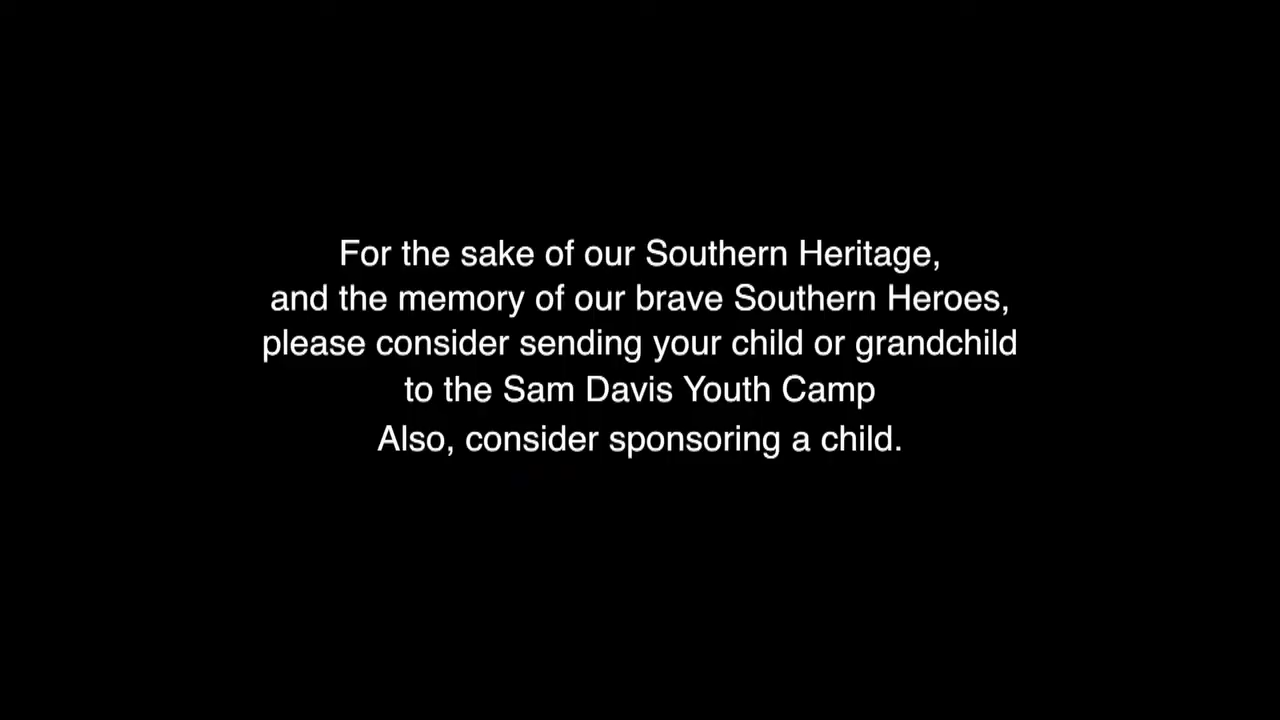 For the sake of our Southern Heritage,
and the memory of our brave Southern Heroes,
please consider sending your child or grandchild
to the Sam Davis Youth Camp
Also, consider sponsoring a child.